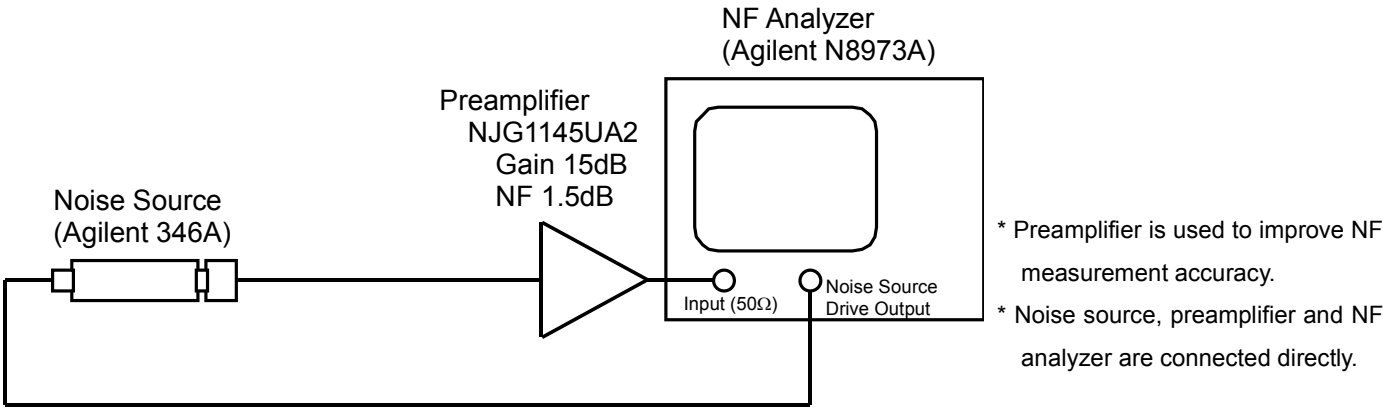 NF Analyzer
(Agilent N8973A)
Preamplifier
NJG1145UA2
Gain 15dB
NF 1.5dB
Noise Source
(Agilent 346A)
Input (50Ω)
Noise Source
Drive Output
* Preamplifier is used to improve NF
measurement accuracy.
* Noise source, preamplifier and NF
analyzer are connected directly.